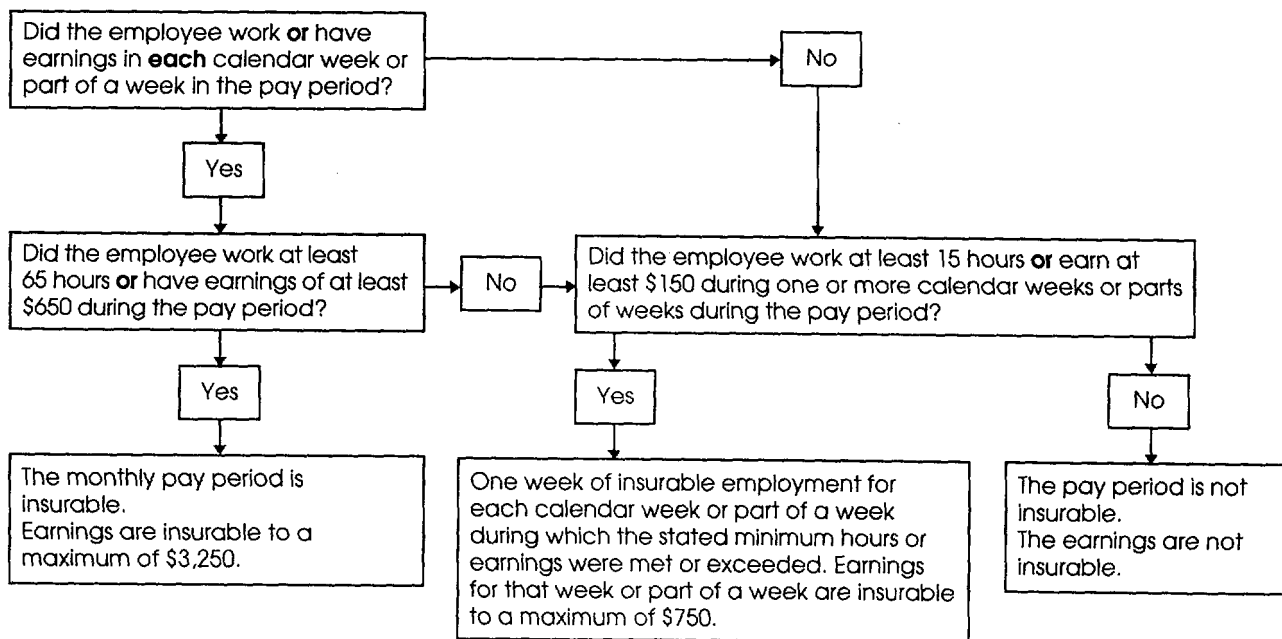 Did the employee work or have
earnings in each calendar week or
part of a week in the pay period?
No
Yes
Did the employee work at least
65 hours or have earnings of at least
$650 during the pay period?
No
Did the employee work at least 15 hours or earn at
least $150 during one or more calendar weeks or parts
of weeks during the pay period?
Yes
Yes
No
The monthly pay period is
insurable.
Earnings are insurable to a
maximum of $3,250.
One week of insurable employment for
each calendar week or part of a week
during which the stated minimum hours or
earnings were met or exceeded. Earnings
for that week or part of a week are insurable
to a maximum of $750.
The pay period is not
insurable.
The earnings are not
insurable.